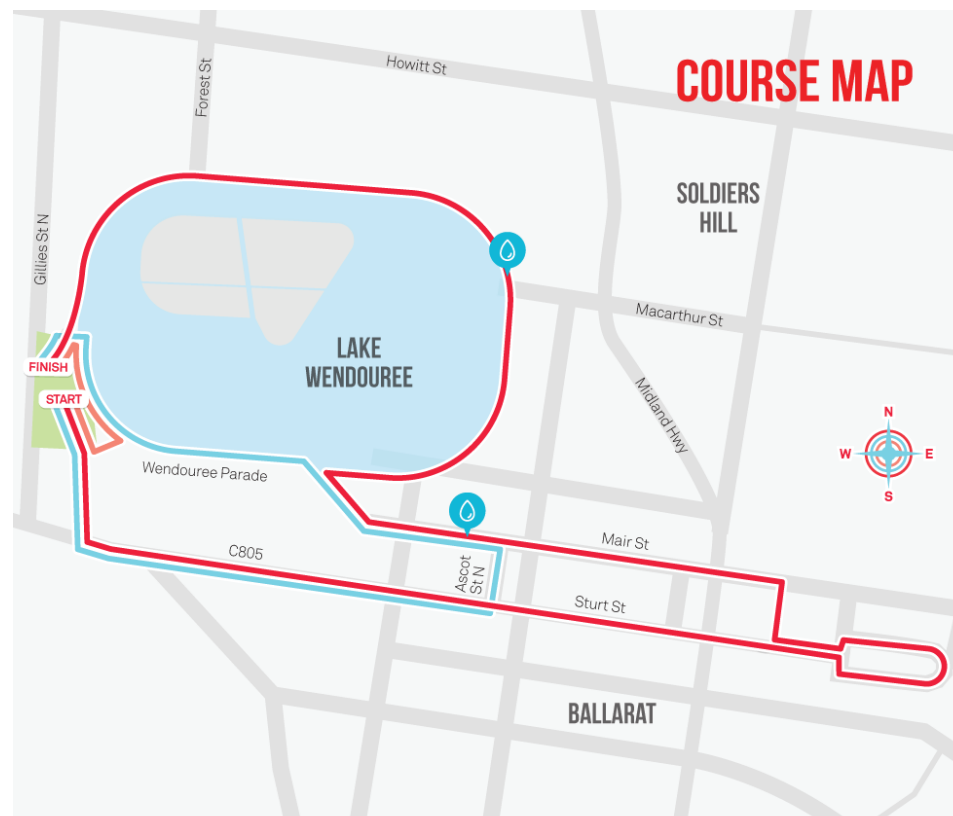 COURSE MAP
Howitt St
Forest St
SOLDIERS
HILL
Gillies St N
Macarthur St
LAKE
WENDOUREE
FINISH
START
Midland Hwy
N
W
E
S
Wendouree Parade
Mair St
C805
Ascot
St N
Sturt St
BALLARAT